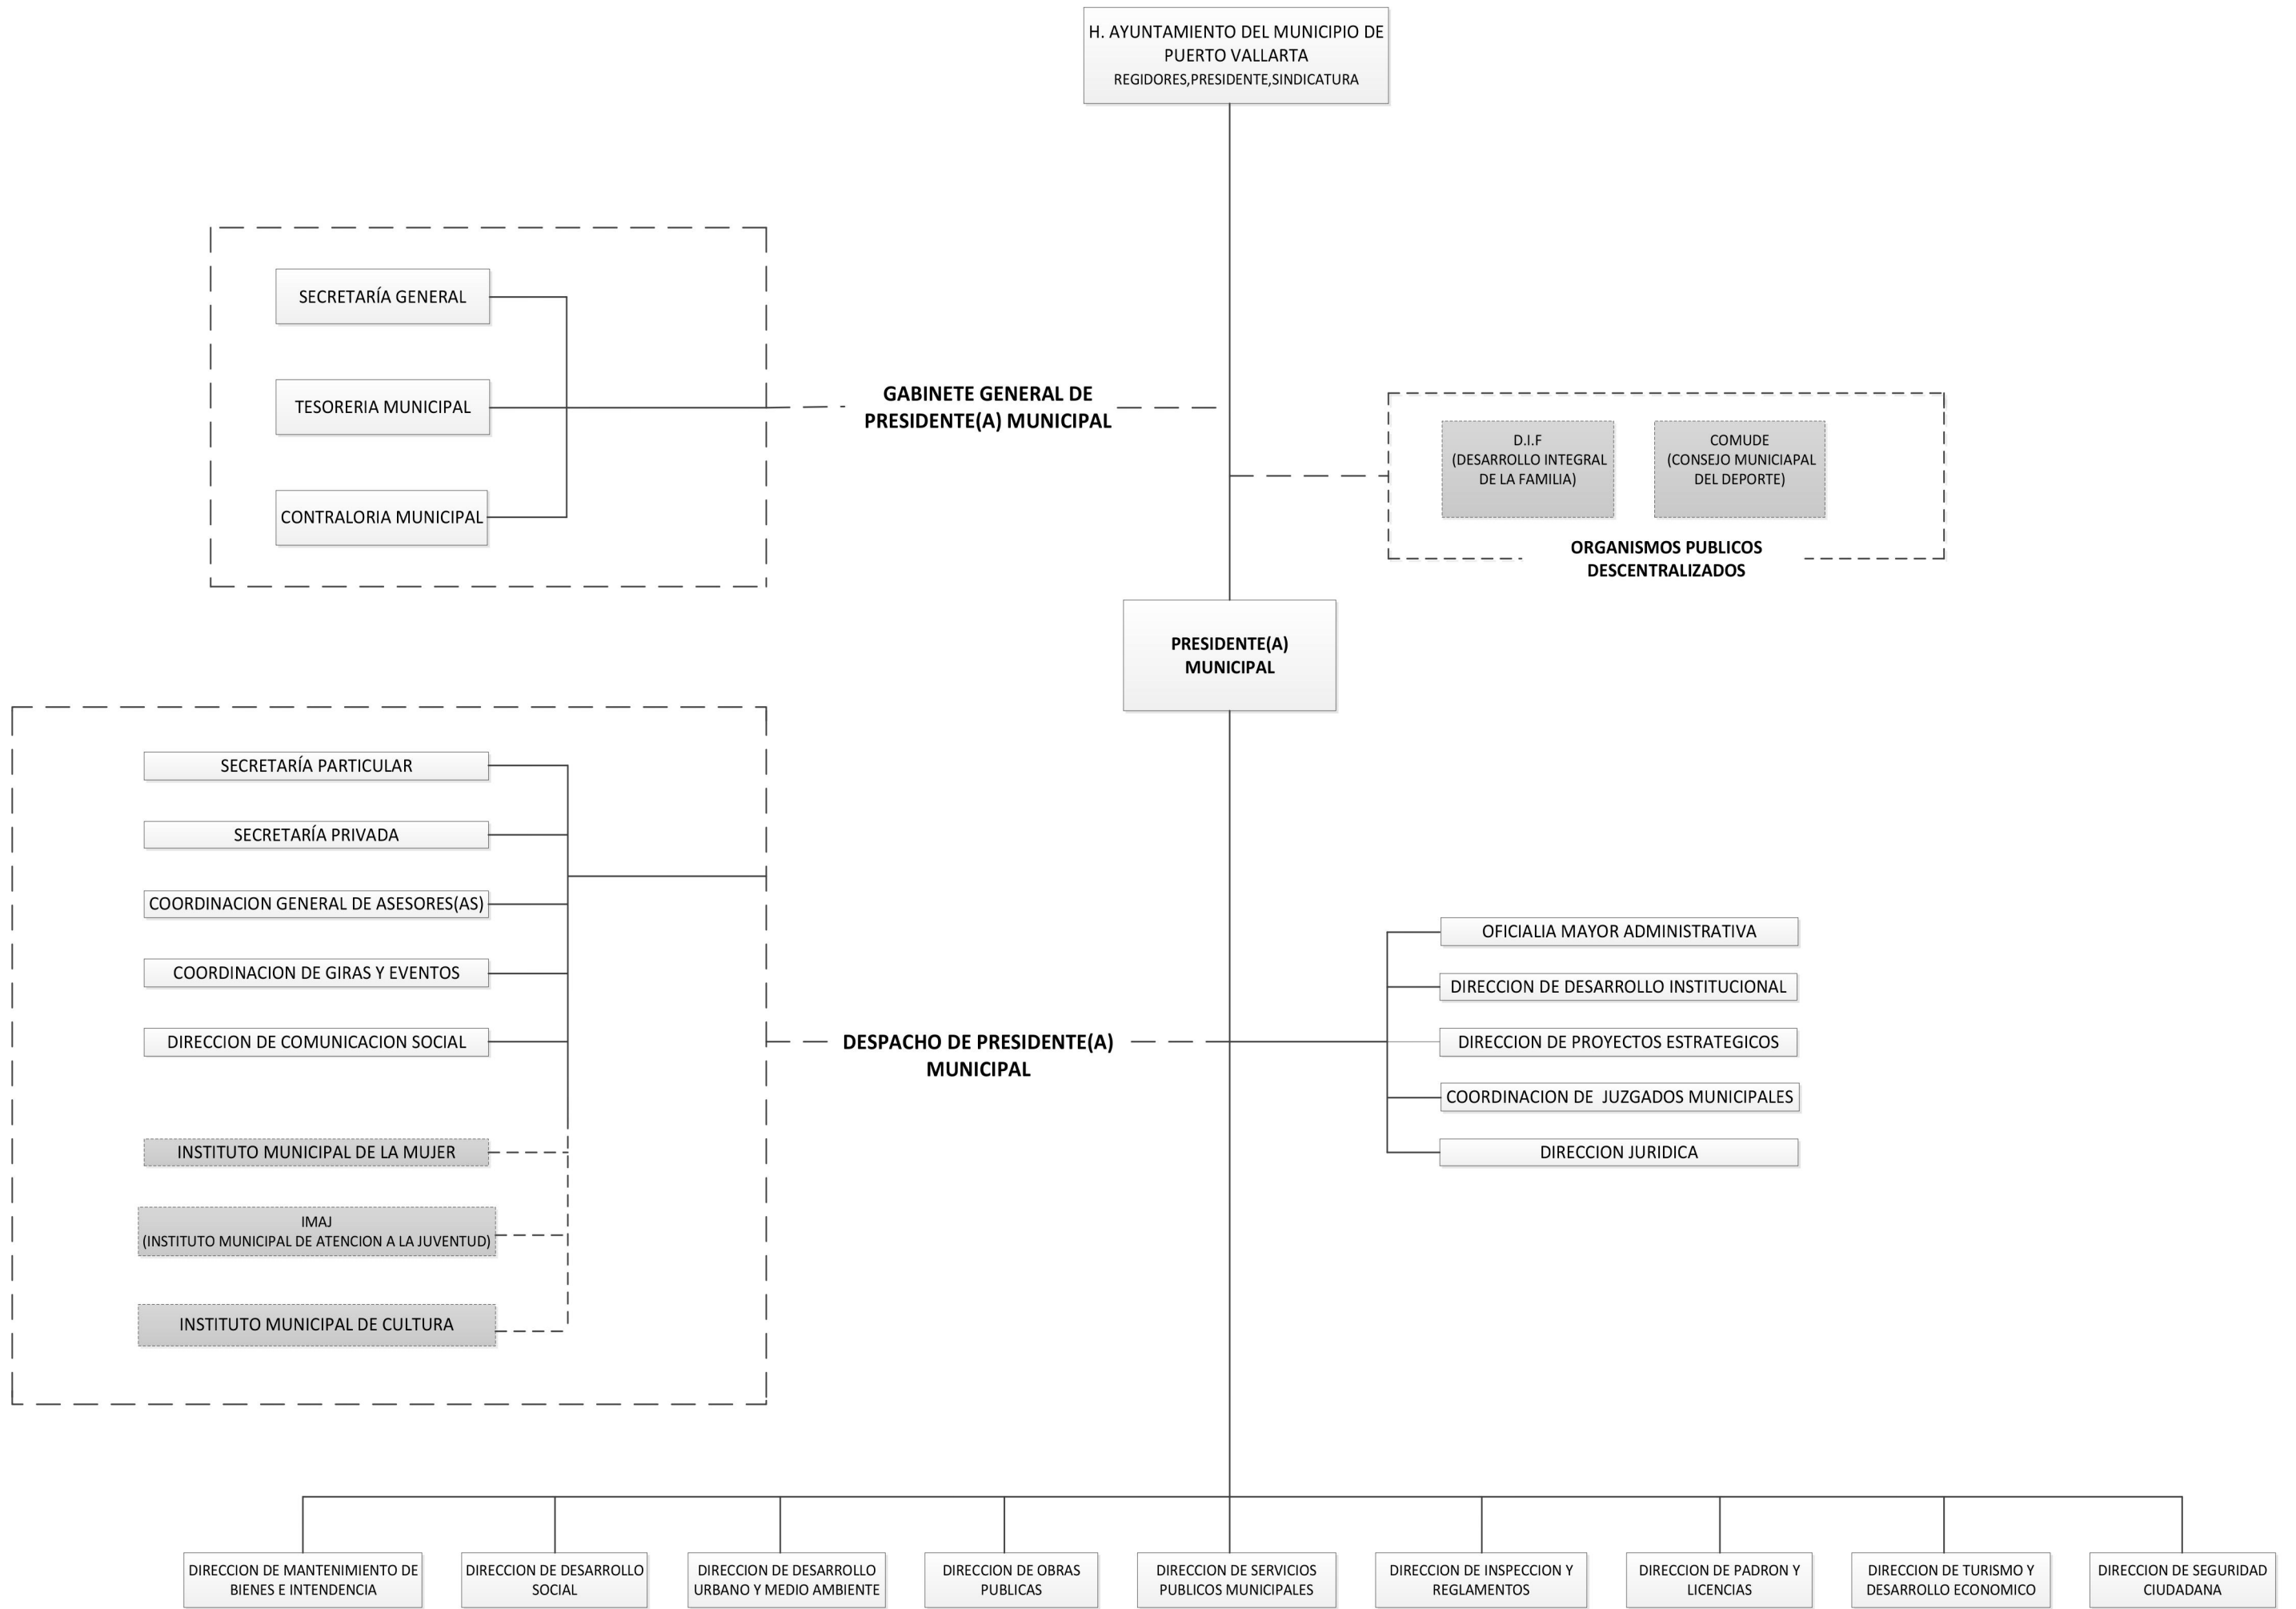 H. AYUNTAMIENTO DEL MUNICIPIO DE
PUERTO VALLARTA
REGIDORES,PRESIDENTE,SINDICATURA
SECRETARÍA GENERAL
TESORERIA MUNICIPAL
CONTRALORIA MUNICIPAL
GABINETE GENERAL DE
PRESIDENTE(A) MUNICIPAL
D.I.F
(DESARROLLO INTEGRAL
DE LA FAMILIA)
COMUDE
(CONSEJO MUNICIAPAL
DEL DEPORTE)
ORGANISMOS PUBLICOS
DESCENTRALIZADOS
PRESIDENTE(A)
MUNICIPAL
SECRETARÍA PARTICULAR
SECRETARÍA PRIVADA
COORDINACION GENERAL DE ASESORES(AS)
COORDINACION DE GIRAS Y EVENTOS
DIRECCION DE COMUNICACION SOCIAL
INSTITUTO MUNICIPAL DE LA MUJER
IMAJ
(INSTITUTO MUNICIPAL DE ATENCION A LA JUVENTUD)
INSTITUTO MUNICIPAL DE CULTURA
DESPACHO DE PRESIDENTE(A)
MUNICIPAL
OFICIALIA MAYOR ADMINISTRATIVA
DIRECCION DE DESARROLLO INSTITUCIONAL
DIRECCION DE PROYECTOS ESTRATEGICOS
COORDINACION DE  JUZGADOS MUNICIPALES
DIRECCION JURIDICA
DIRECCION DE MANTENIMIENTO DE
BIENES E INTENDENCIA
DIRECCION DE DESARROLLO
SOCIAL
DIRECCION DE DESARROLLO
URBANO Y MEDIO AMBIENTE
DIRECCION DE OBRAS
PUBLICAS
DIRECCION DE SERVICIOS
PUBLICOS MUNICIPALES
DIRECCION DE INSPECCION Y
REGLAMENTOS
DIRECCION DE PADRON Y
LICENCIAS
DIRECCION DE TURISMO Y
DESARROLLO ECONOMICO
DIRECCION DE SEGURIDAD
CIUDADANA